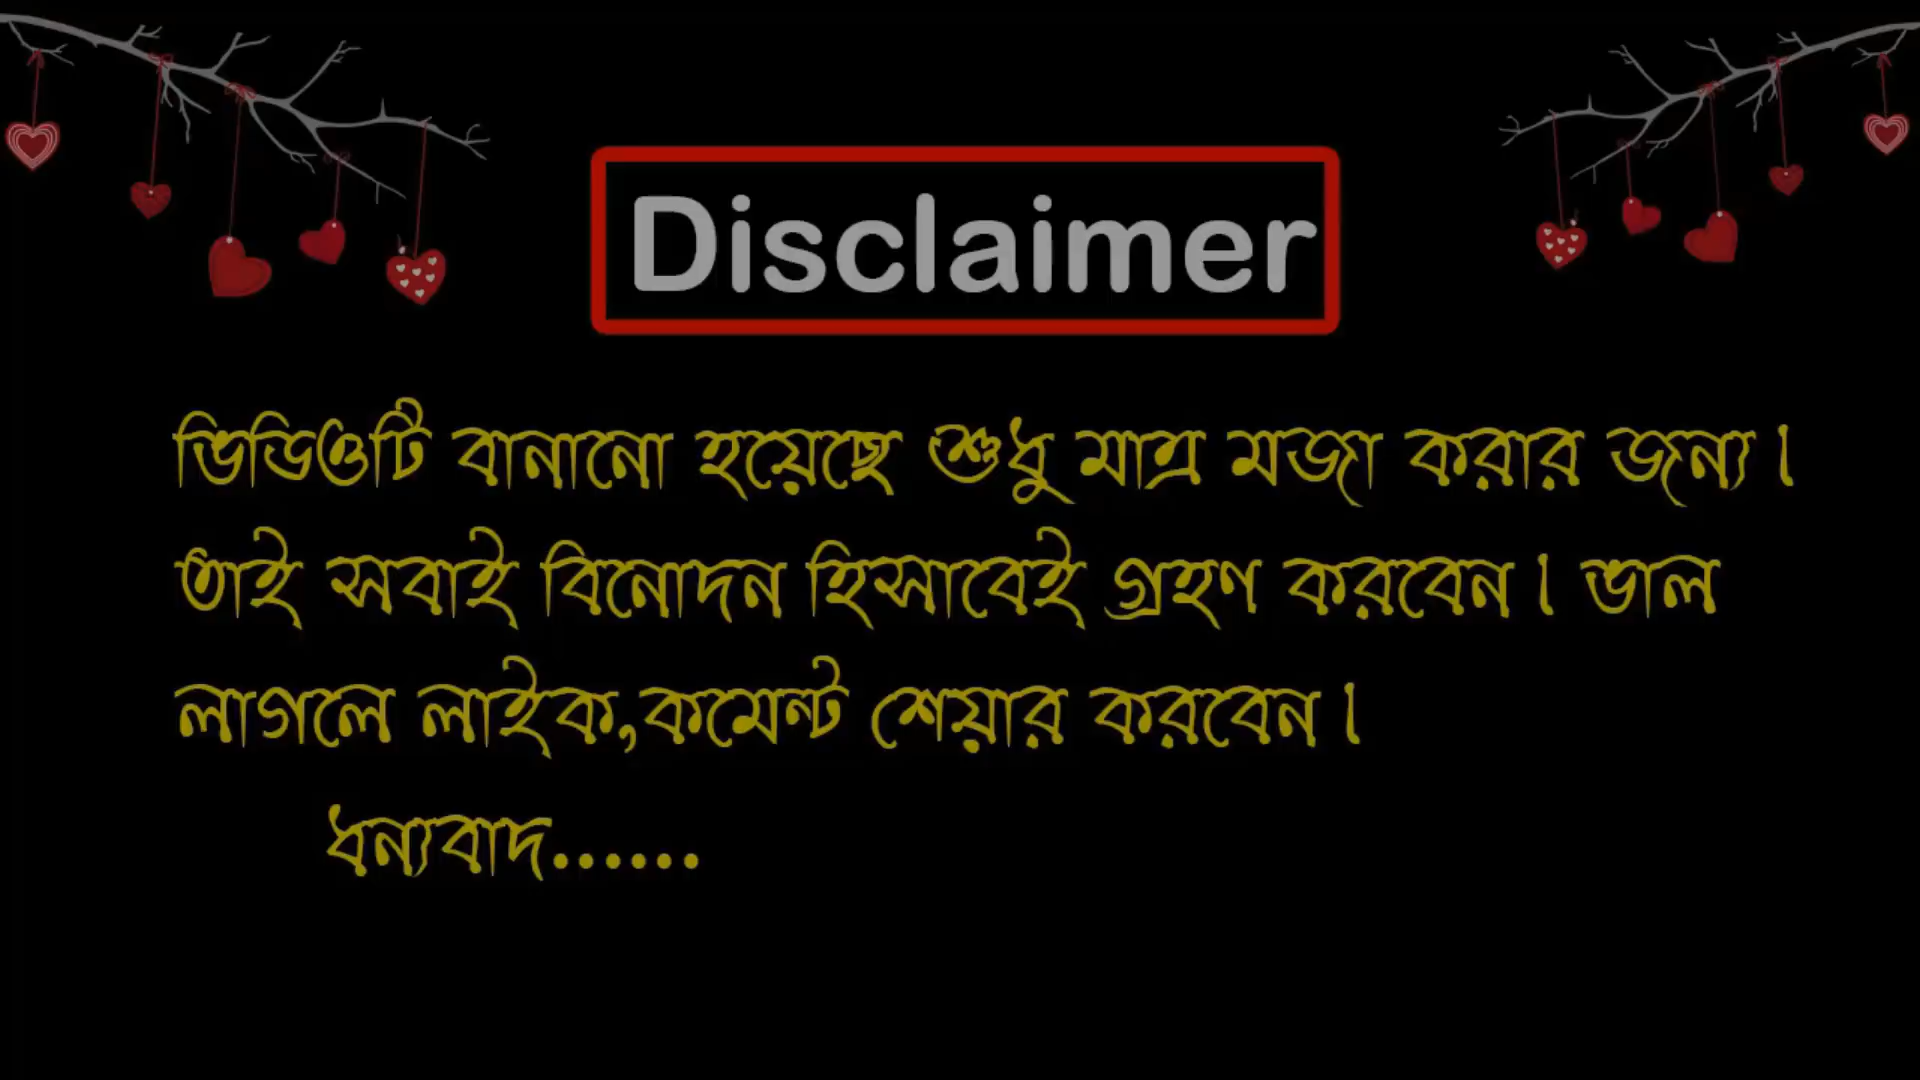 Disclaimer
ভিডিওটি বানানো হয়েছে শুধু মাত্র মজা করার জন্য।
তাই সবাই বিনোদন হিসাবেই গ্রহণ করবেন। ভাল
লাগলে লাইক,কমেন্ট শেয়ার করবেন।
ধন্যবাদ......